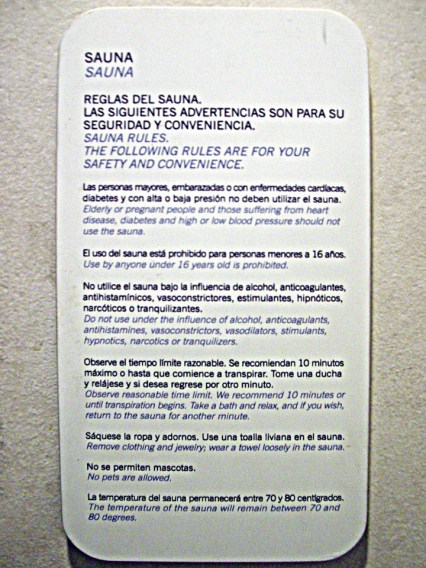 SAUNA
SAUNA
REGLAS DEL SAUNA.
LAS SIGUIENTES ADVERTENCIAS SON PARA SU
SEGURIDAD Y CONVENIENCIA.
SAUNA RULES.
THE FOLLOWING RULES ARE FOR YOUR
SAFETY AND CONVENIENCE.
Las personas mayores, embarazadas o con enfermedades cardíacas,
diabetes y con alta o baja presión no deben utilizar el sauna.
Elderly or pregnant people and those suffering from heart
disease, diabetes and high or low blood pressure should not
use the sauna.
El uso del sauna está prohibido para personas menores a 16 años.
Use by anyone under 16 years old is prohibited.
No utilice el sauna bajo la influencia de alcohol, anticoagulantes,
antihistamínicos, vasoconstrictores, estimulantes, hipnóticos,
narcóticos o tranquilizantes.
Do not use under the influence of alcohol, anticoagulants,
antihistamines, vasoconstrictors, vasodilators, stimulants,
hypnotics, narcotics or tranquilizers.
Observe el tiempo límite razonable. Se recomiendan 10 minutos
máximo o hasta que comience a transpirar. Tome una ducha
y relájese y si desea regrese por otro minuto.
Observe reasonable time limit. We recommend 10 minutes or
until transpiration begins. Take a bath and relax, and if you wish,
return to the sauna for another minute.
Sáquese la ropa y adornos. Use una toalla liviana en el sauna.
Remove clothing and jewelry; wear a towel loosely in the sauna.
No se permiten mascotas.
No pets are allowed.
La temperatura del sauna permanecerá entre 70 y 80 centígrados.
The temperature of the sauna will remain between 70 and
80 degrees.